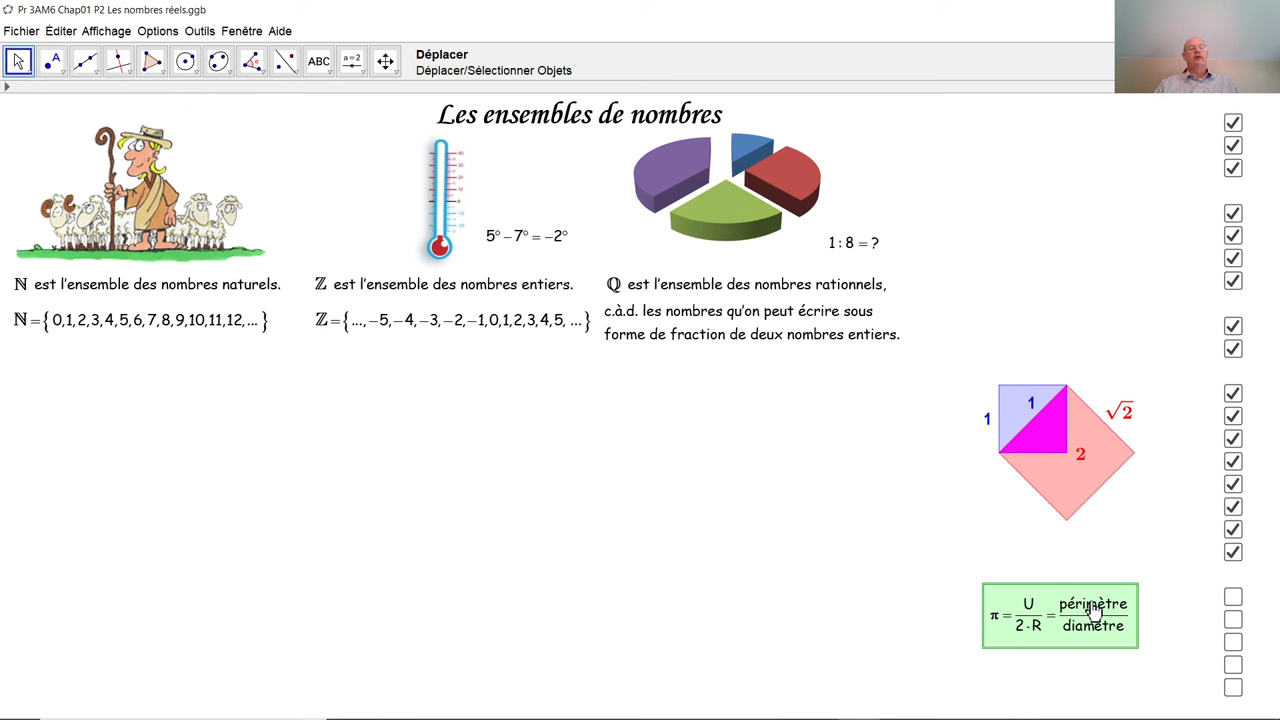 Pr 3AM6 Chap01 P2 Les nombres réels.ggb
Fichier Éditer Affichage Options Outils Fenêtre Aide
A ABC a=2
Déplacer
Déplacer/Sélectionner Objets
Les ensembles de nombres
5° – 7° = –2°
1 : 8 = ?
ℕ est l'ensemble des nombres naturels.
ℕ = { 0,1,2,3,4,5,6,7,8,9,10,11,12,... }
ℤ est l'ensemble des nombres entiers.
ℤ = { ..., –5, –4, –3, –2, –1,0,1,2,3,4,5, ... }
ℚ est l'ensemble des nombres rationnels,
c.à.d. les nombres qu'on peut écrire sous
forme de fraction de deux nombres entiers.
1
1
√2
2
π = U / 2·R = périmètre / diamètre